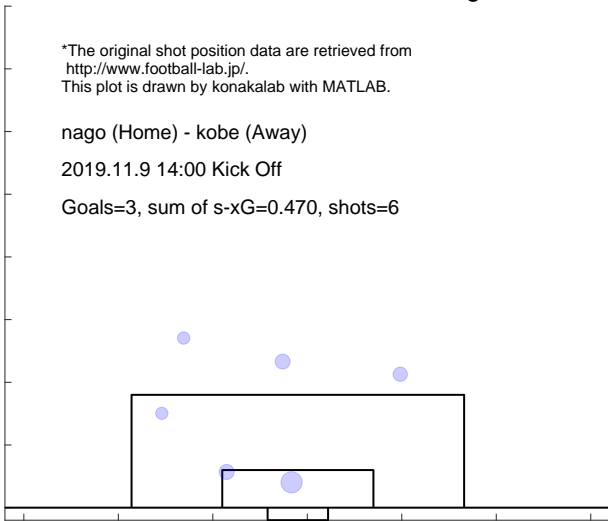 *The original shot position data are retrieved from
http://www.football-lab.jp/.
This plot is drawn by konakalab with MATLAB.
nago (Home) - kobe (Away)
2019.11.9 14:00 Kick Off
Goals=3, sum of s-xG=0.470, shots=6